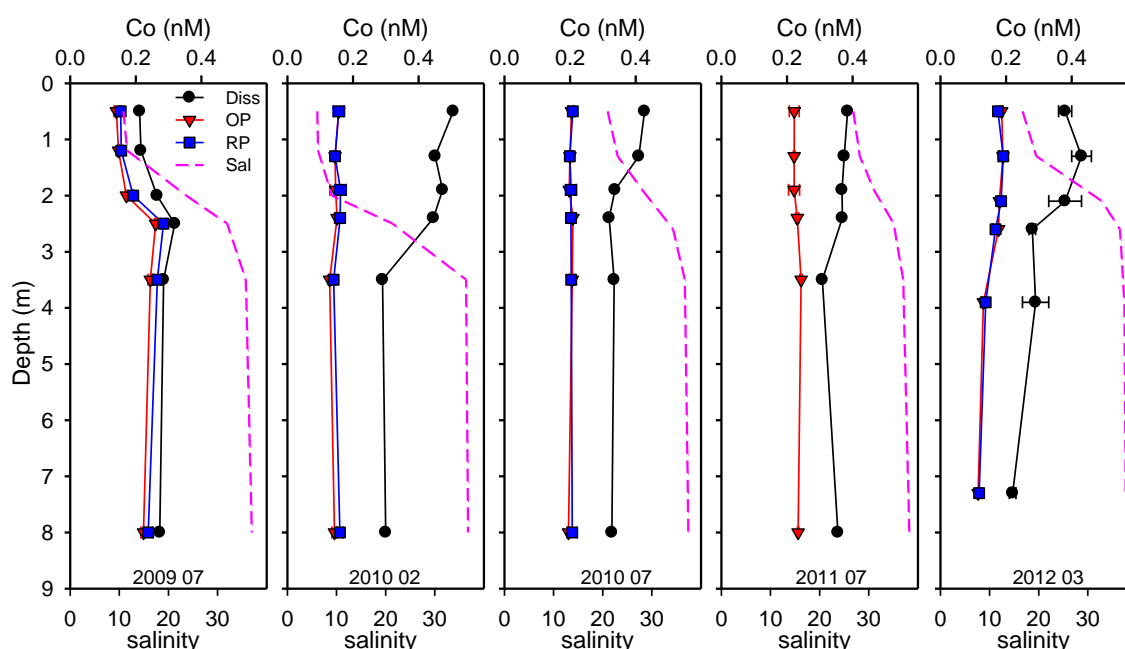 Co (nM) Co (nM) Co (nM) Co (nM) Co (nM)
0.0 0.2 0.4 0.0 0.2 0.4 0.0 0.2 0.4 0.0 0.2 0.4 0.0 0.2 0.4
Depth (m)
0
1
2
3
4
5
6
7
8
9
Diss
OP
RP
Sal
2009 07 2010 02 2010 07 2011 07 2012 03
0 10 20 30 0 10 20 30 0 10 20 30 0 10 20 30 0 10 20 30
salinity salinity salinity salinity salinity